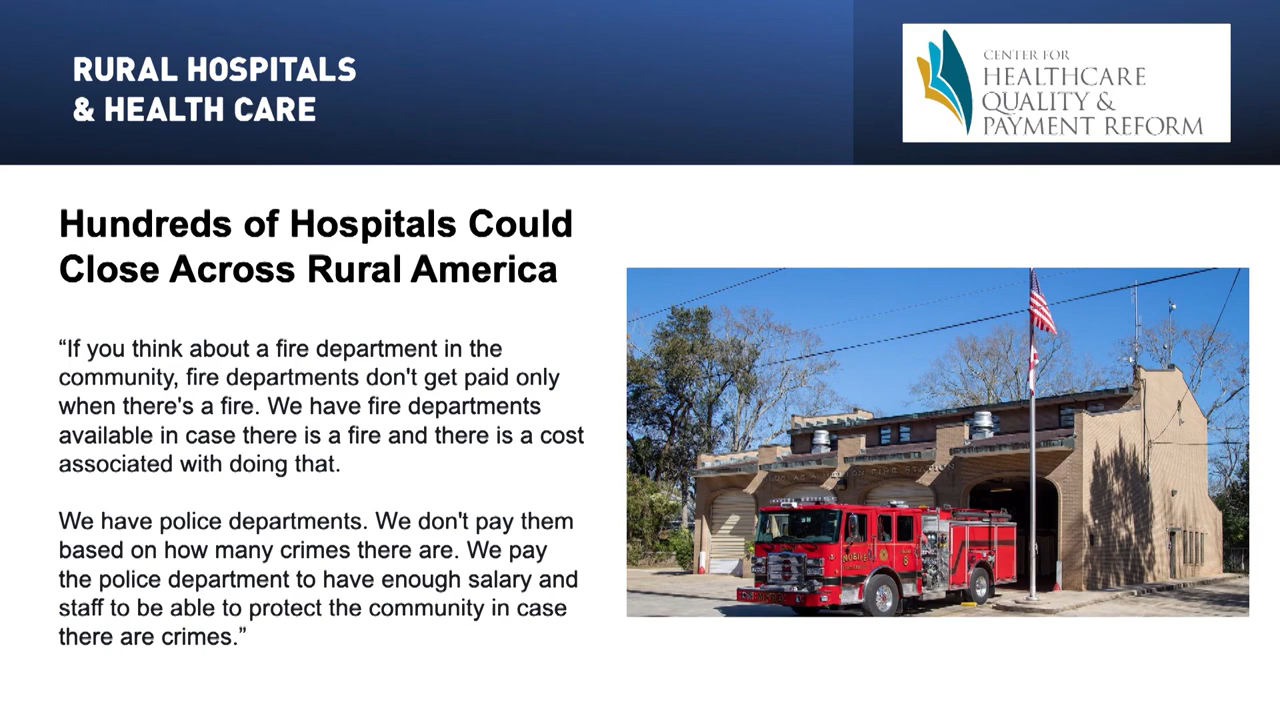 RURAL HOSPITALS
& HEALTH CARE
CENTER FOR
HEALTHCARE
QUALITY &
PAYMENT REFORM
Hundreds of Hospitals Could
Close Across Rural America
“If you think about a fire department in the
community, fire departments don't get paid only
when there's a fire. We have fire departments
available in case there is a fire and there is a cost
associated with doing that.
We have police departments. We don't pay them
based on how many crimes there are. We pay
the police department to have enough salary and
staff to be able to protect the community in case
there are crimes.”
FIRE STATION
MOBILE
8